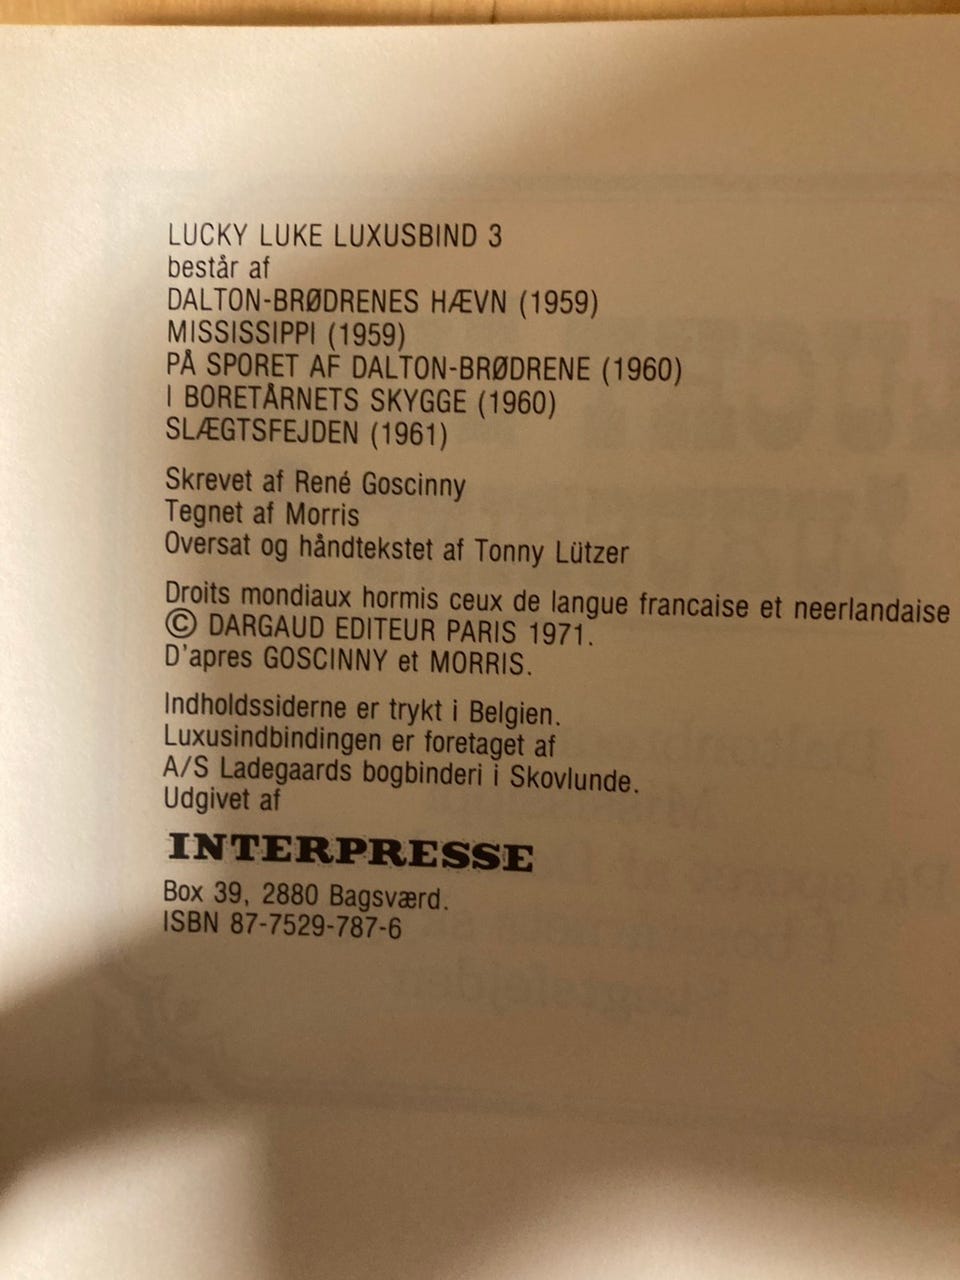 LUCKY LUKE LUXUSBIND 3
består af
DALTON-BRØDRENES HÆVN (1959)
MISSISSIPPI (1959)
PÅ SPORET AF DALTON-BRØDRENE (1960)
I BORETÅRNETS SKYGGE (1960)
SLÆGTSFEJDEN (1961)
Skrevet af René Goscinny
Tegnet af Morris
Oversat og håndtekstet af Tonny Lützer
Droits mondiaux hormis ceux de langue francaise et neerlandaise
© DARGAUD EDITEUR PARIS 1971.
D'apres GOSCINNY et MORRIS.
Indholdssiderne er trykt i Belgien.
Luxusindbindingen er foretaget af
A/S Ladegaards bogbinderi i Skovlunde.
Udgivet af
INTERPRESSE
Box 39, 2880 Bagsværd.
ISBN 87-7529-787-6